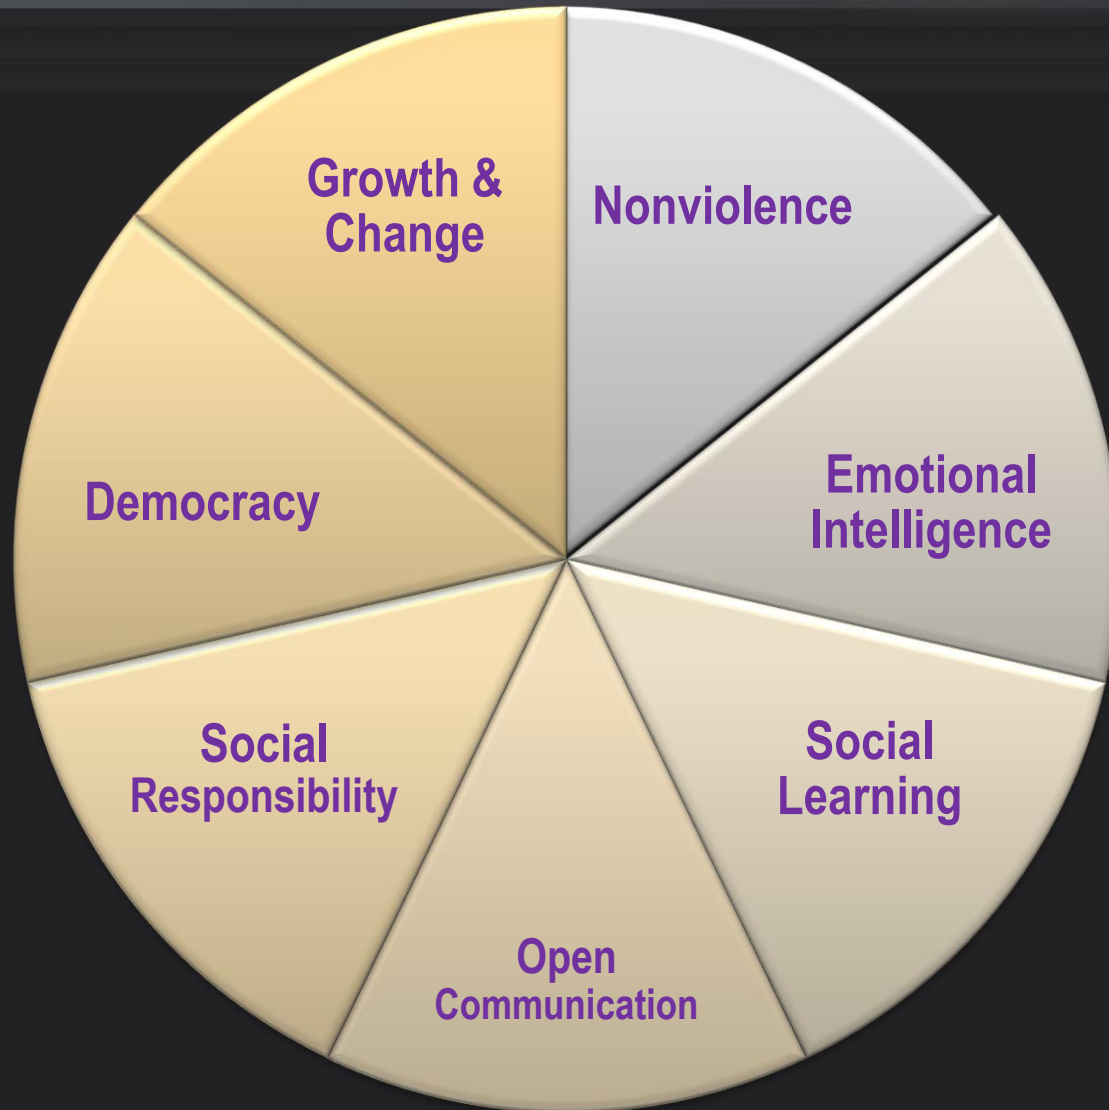 Growth &
Change
Nonviolence
Emotional
Intelligence
Social
Learning
Open
Communication
Social
Responsibility
Democracy